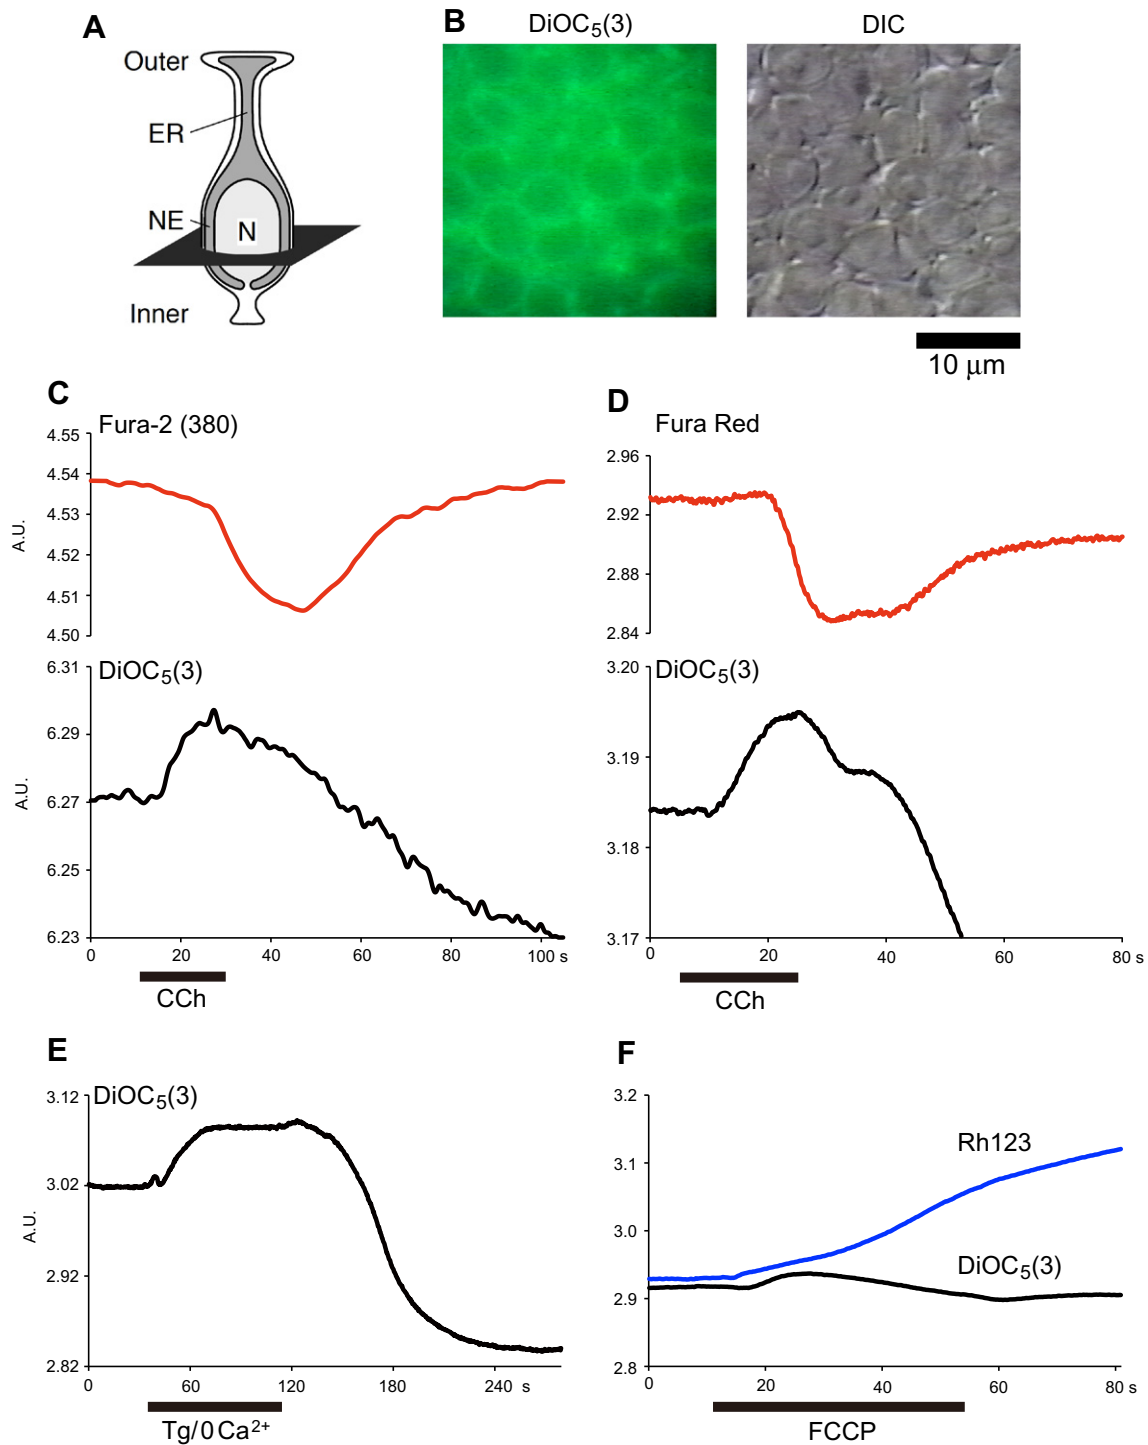 A
Outer
ER
NE
N
Inner
B
DiOC5(3)
DIC
10 μm
C
Fura-2 (380)
4.55
4.54
4.53
4.52
4.51
4.50
A.U.
DiOC5(3)
6.31
6.29
6.27
6.25
6.23
A.U.
0 20 40 60 80 100 s
CCh
D
Fura Red
2.96
2.92
2.88
2.84
DiOC5(3)
3.20
3.19
3.18
3.17
0 20 40 60 80 s
CCh
E
DiOC5(3)
3.12
3.02
2.92
2.82
A.U.
0 60 120 180 240 s
Tg/0Ca2+
F
3.2
3.1
3.0
2.9
2.8
Rh123
DiOC5(3)
0 20 40 60 80 s
FCCP